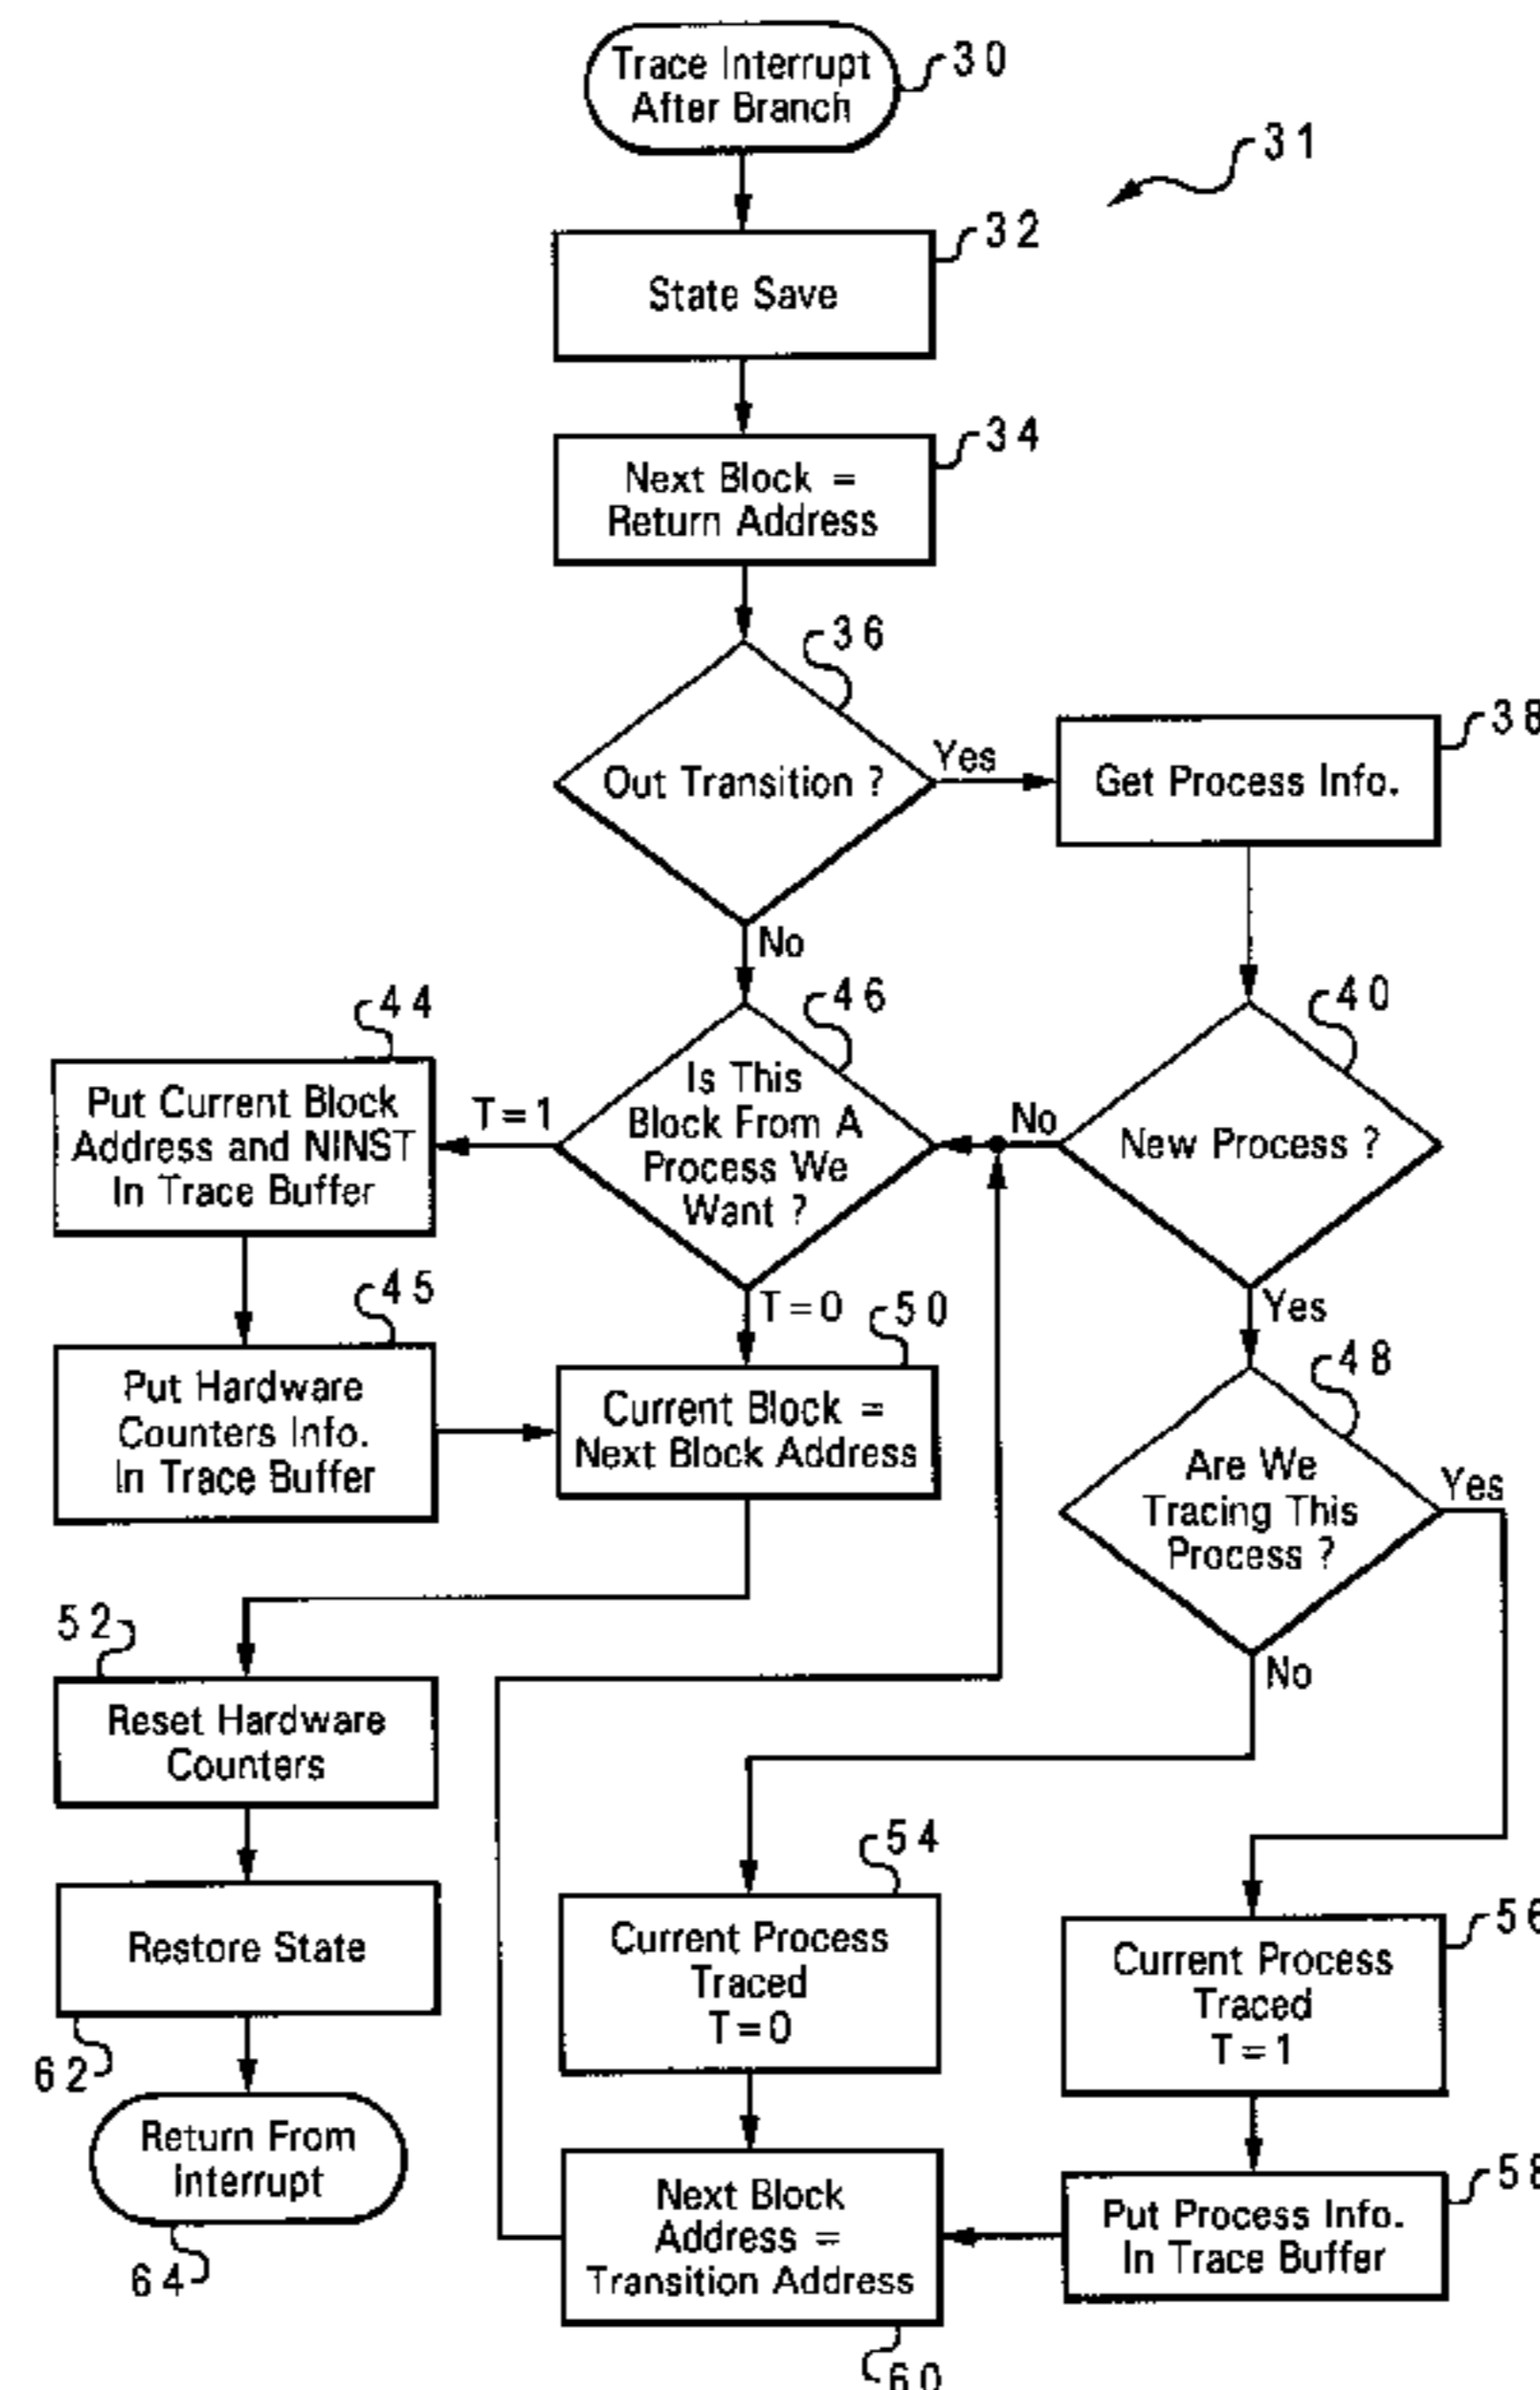 Trace Interrupt
After Branch
30
31
32
State Save
34
Next Block =
Return Address
36
Out Transition ?
Yes
38
Get Process Info.
No
44
46
40
Put Current Block
Address and NINST
In Trace Buffer
T=1
Is This
Block From A
Process We
Want ?
No
New Process ?
45
T=0
50
Yes
48
Put Hardware
Counters Info.
In Trace Buffer
Current Block =
Next Block Address
Are We
Tracing This
Process ?
Yes
52
No
Reset Hardware
Counters
54
Restore State
Current Process
Traced
T=0
56
Current Process
Traced
T=1
62
Return From
Interrupt
64
Next Block
Address =
Transition Address
58
Put Process Info.
In Trace Buffer
60